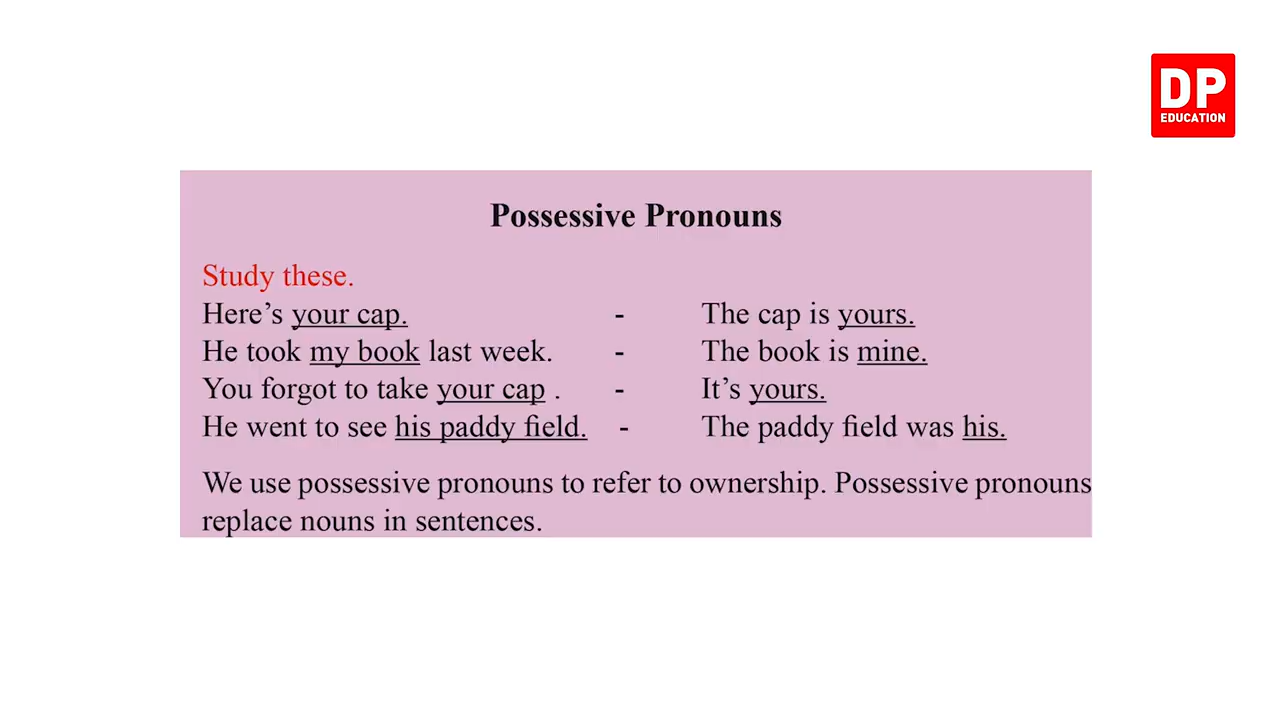 DP
EDUCATION
Possessive Pronouns
Study these.
Here’s your cap. - The cap is yours.
He took my book last week. - The book is mine.
You forgot to take your cap . - It’s yours.
He went to see his paddy field. - The paddy field was his.
We use possessive pronouns to refer to ownership. Possessive pronouns
replace nouns in sentences.